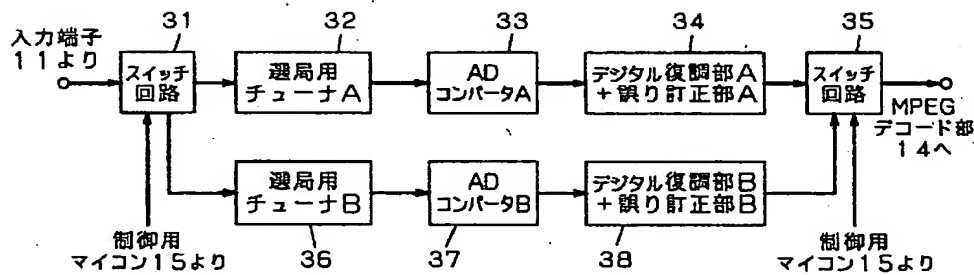 31
32
33
34
35
入力端子
11より
スイッチ
回路
選局用
チューナA
AD
コンバータA
デジタル復調部A
+誤り訂正部A
スイッチ
回路
MPEG
デコード部
14へ
選局用
チューナB
AD
コンバータB
デジタル復調部B
+誤り訂正部B
制御用
マイコン15より
36
37
38
制御用
マイコン15より